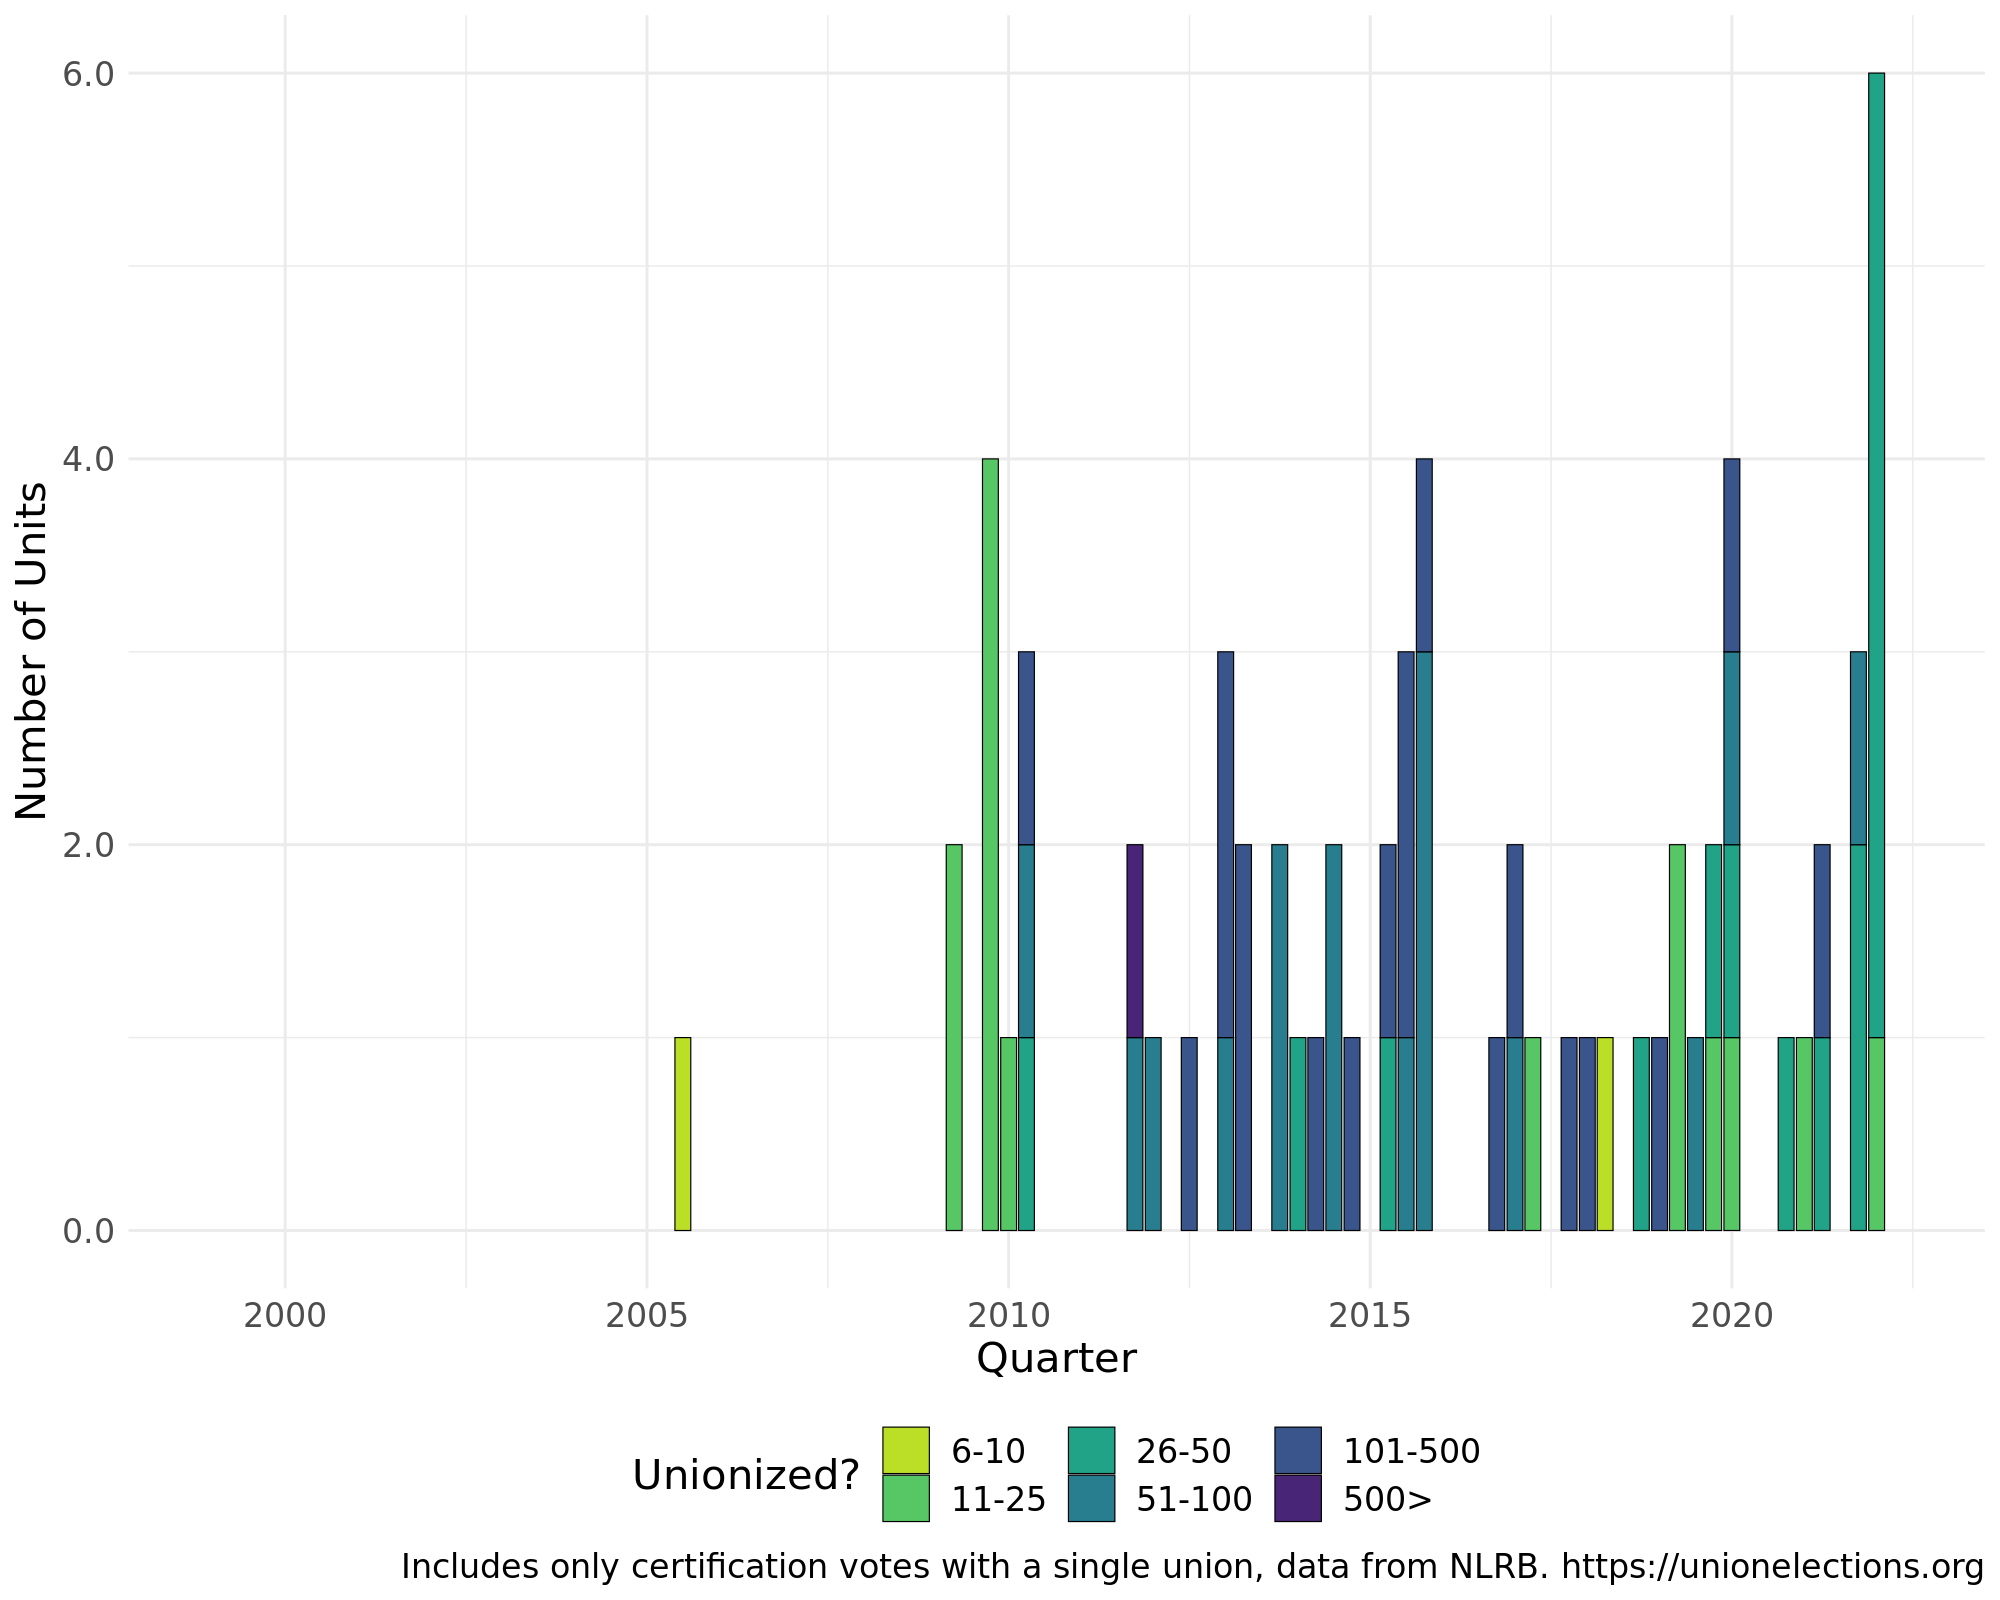 6.0
4.0
2.0
0.0
Number of Units
2000 2005 2010 2015 2020
Quarter
Unionized?
6-10 26-50 101-500
11-25 51-100 500>
Includes only certification votes with a single union, data from NLRB. https://unionelections.org